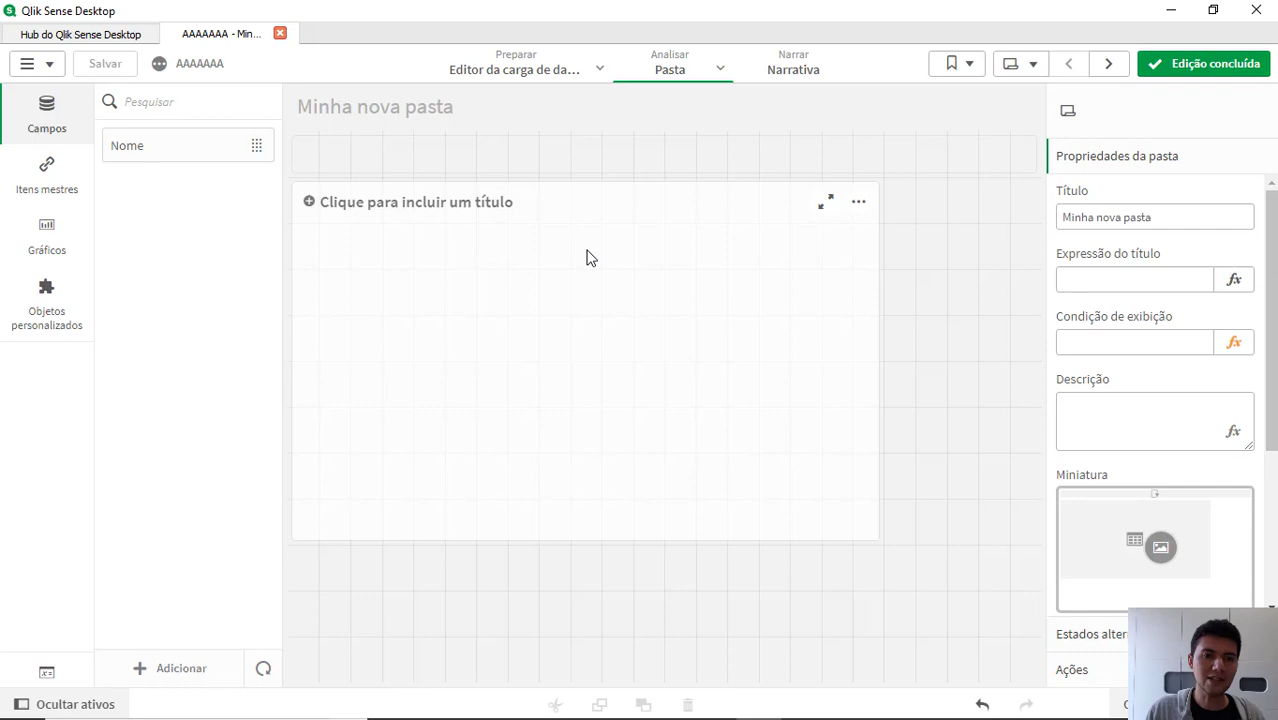 Qlik Sense Desktop
Hub do Qlik Sense Desktop
AAAAAAA - Min...
Salvar
AAAAAAA
Preparar
Editor da carga de da...
Analisar
Pasta
Narrar
Narrativa
Edição concluída
Campos
Pesquisar
Minha nova pasta
Nome
Propriedades da pasta
Itens mestres
Clique para incluir um título
Título
Minha nova pasta
Gráficos
Expressão do título
fx
Objetos
personalizados
Condição de exibição
fx
Descrição
fx
Miniatura
Adicionar
Ações
Ocultar ativos